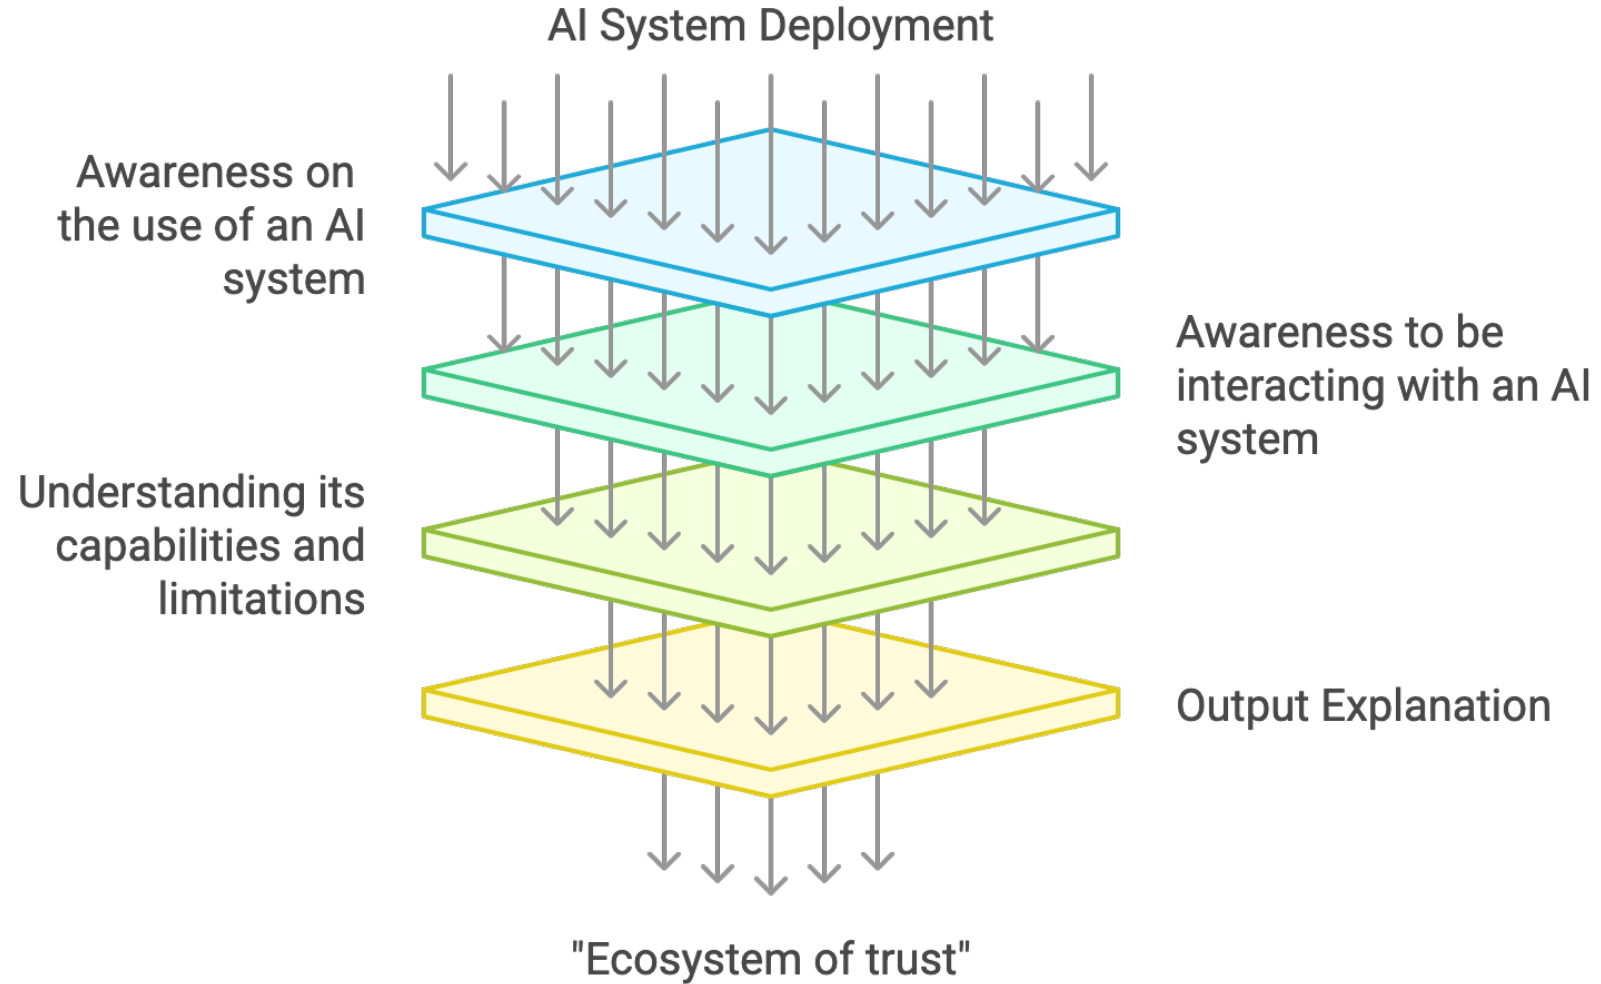 AI System Deployment
Awareness on
the use of an AI
system
Awareness to be
interacting with an AI
system
Understanding its
capabilities and
limitations
Output Explanation
"Ecosystem of trust"